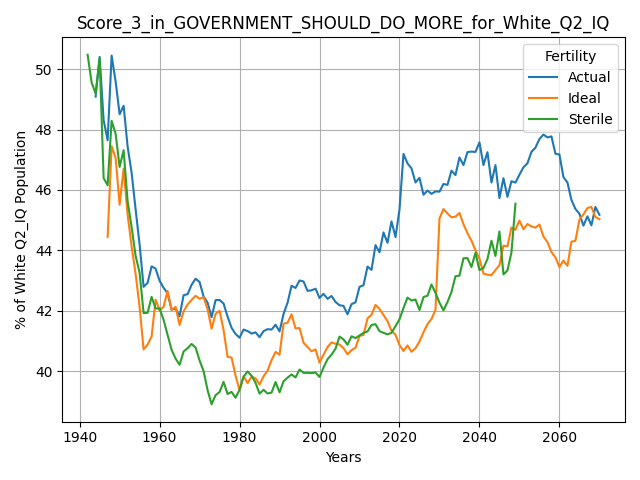 Score_3_in_GOVERNMENT_SHOULD_DO_MORE_for_White_Q2_IQ
Fertility
Actual
Ideal
Sterile
% of White Q2_IQ Population
50
48
46
44
42
40
1940 1960 1980 2000 2020 2040 2060
Years